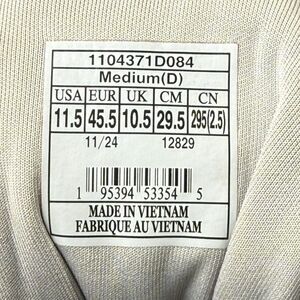 1104371D084
Medium(D)
USA EUR UK CM CN
11.5 45.5 10.5 29.5 295(2.5)
11/24 12829
1 95394 53354 5
MADE IN VIETNAM
FABRIQUE AU VIETNAM